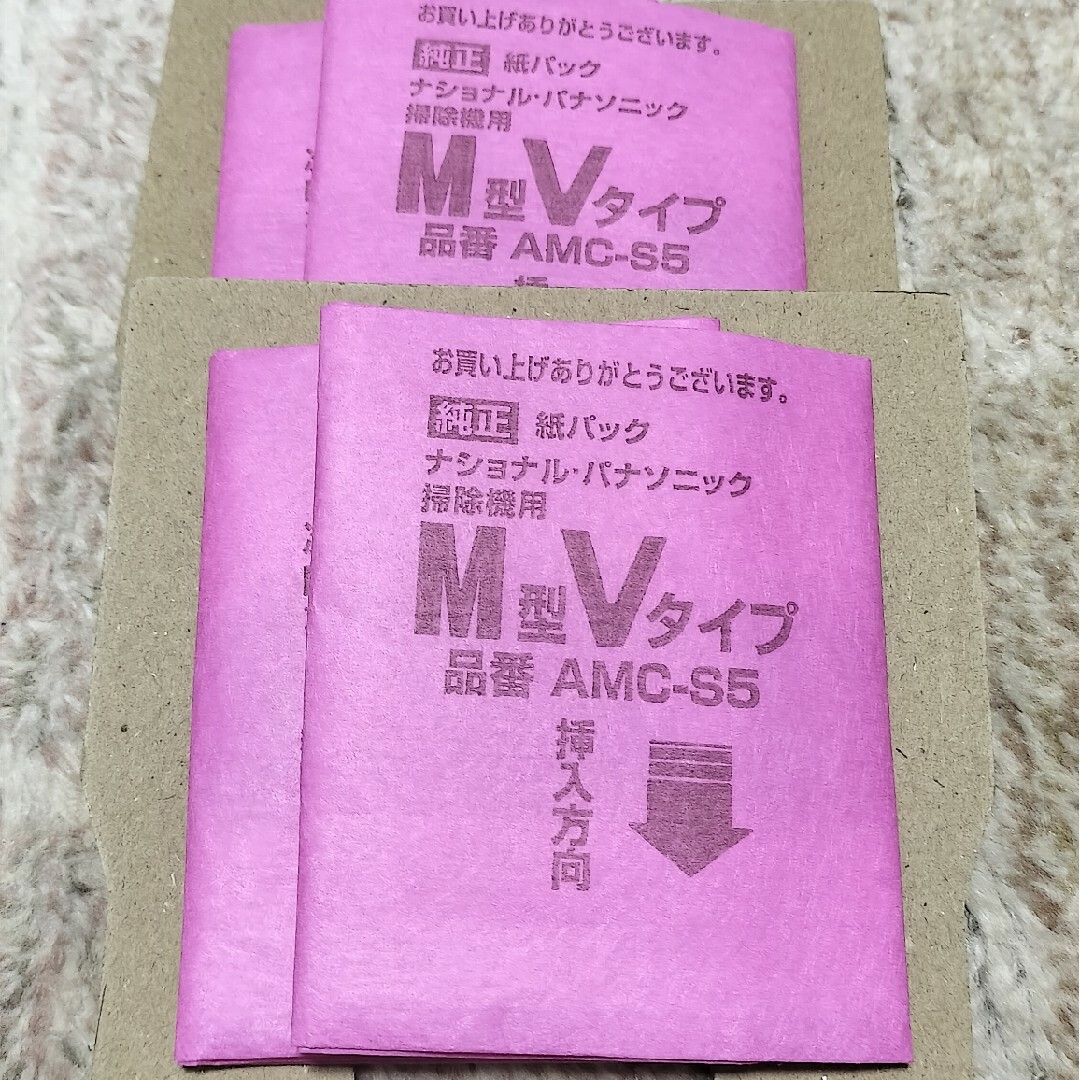 お買い上げありがとうございます。
純正 紙パック
ナショナル・パナソニック
掃除機用
M型Vタイプ
品番 AMC-S5
お買い上げありがとうございます。
純正 紙パック
ナショナル・パナソニック
掃除機用
M型Vタイプ
品番 AMC-S5
挿入方向